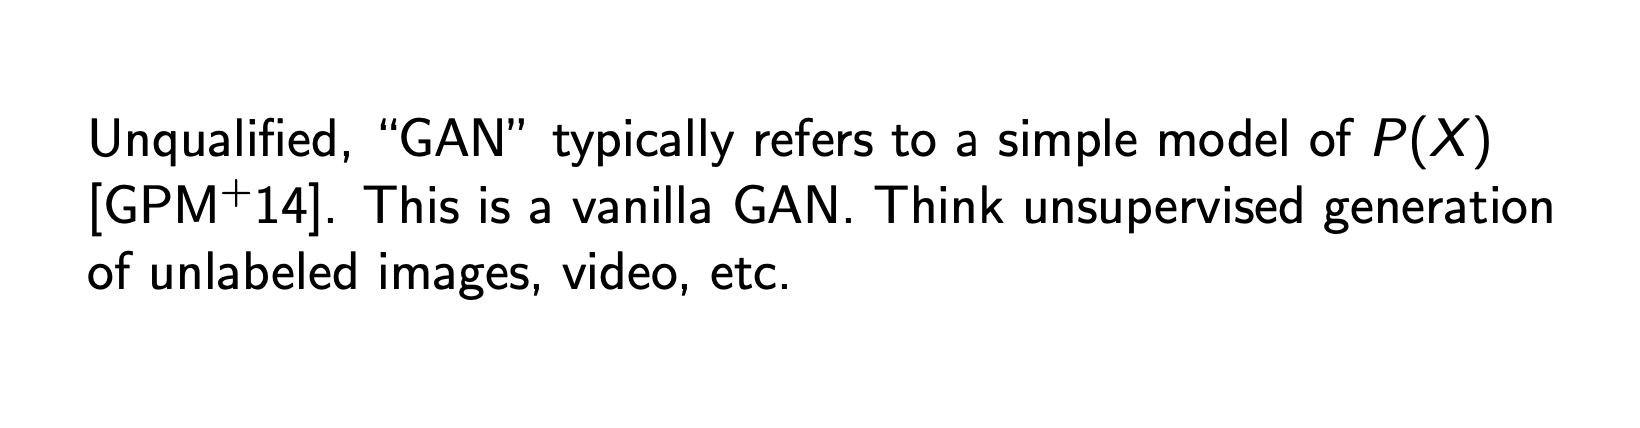 Unqualified, “GAN” typically refers to a simple model of P(X)
[GPM+14]. This is a vanilla GAN. Think unsupervised generation
of unlabeled images, video, etc.